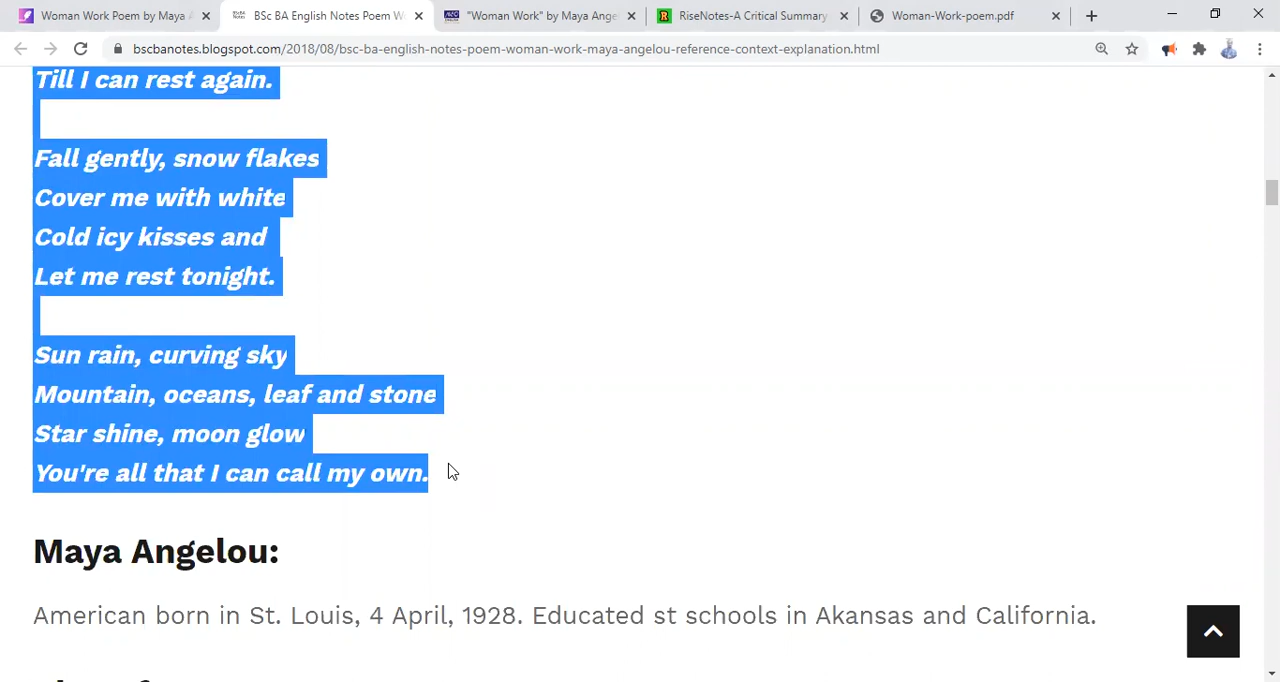 Woman Work Poem by Maya A
BSc BA English Notes Poem W
"Woman Work" by Maya Ange
RiseNotes-A Critical Summary
Woman-Work-poem.pdf
bscbanotes.blogspot.com/2018/08/bsc-ba-english-notes-poem-woman-work-maya-angelou-reference-context-explanation.html
Till I can rest again.
Fall gently, snow flakes
Cover me with white
Cold icy kisses and
Let me rest tonight.
Sun rain, curving sky
Mountain, oceans, leaf and stone
Star shine, moon glow
You're all that I can call my own.
Maya Angelou:
American born in St. Louis, 4 April, 1928. Educated st schools in Akansas and California.